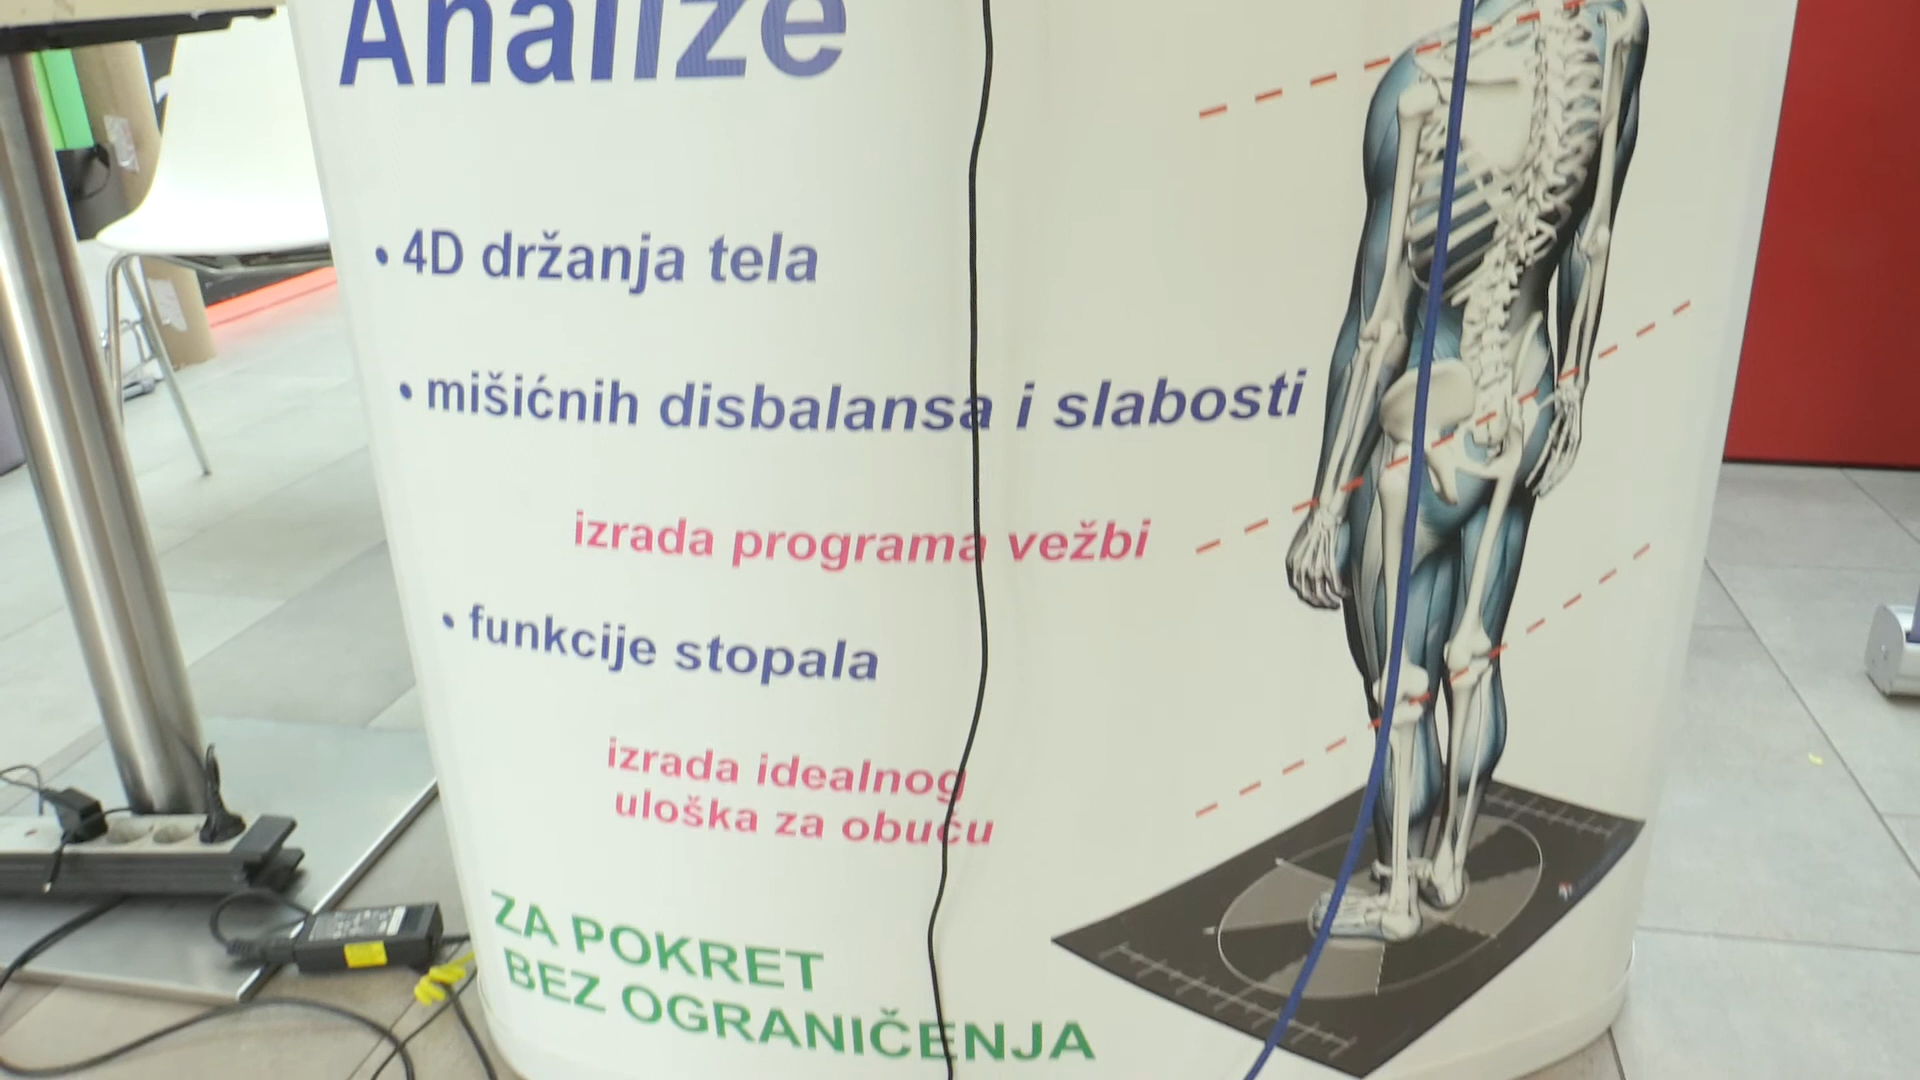 Analize
• 4D držanja tela
• mišićnih disbalansa i slabosti
izrada programa vežbi
• funkcije stopala
izrada idealnog
uloška za obuću
ZA POKRET
BEZ OGRANIČENJA